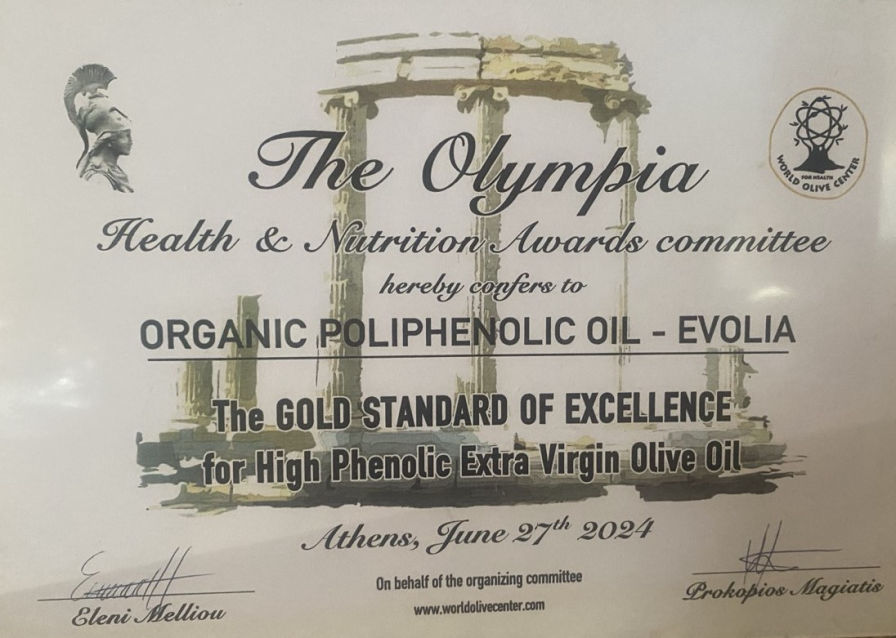 The Olympia
FOR HEALTH
WORLD OLIVE CENTER
Health & Nutrition Awards committee
hereby confers to
ORGANIC POLIPHENOLIC OIL - EVOLIA
The GOLD STANDARD OF EXCELLENCE
for High Phenolic Extra Virgin Olive Oil
Athens, June 27th 2024
On behalf of the organizing committee
www.worldolivecenter.com
Eleni Melliou
Prokopios Magiatis